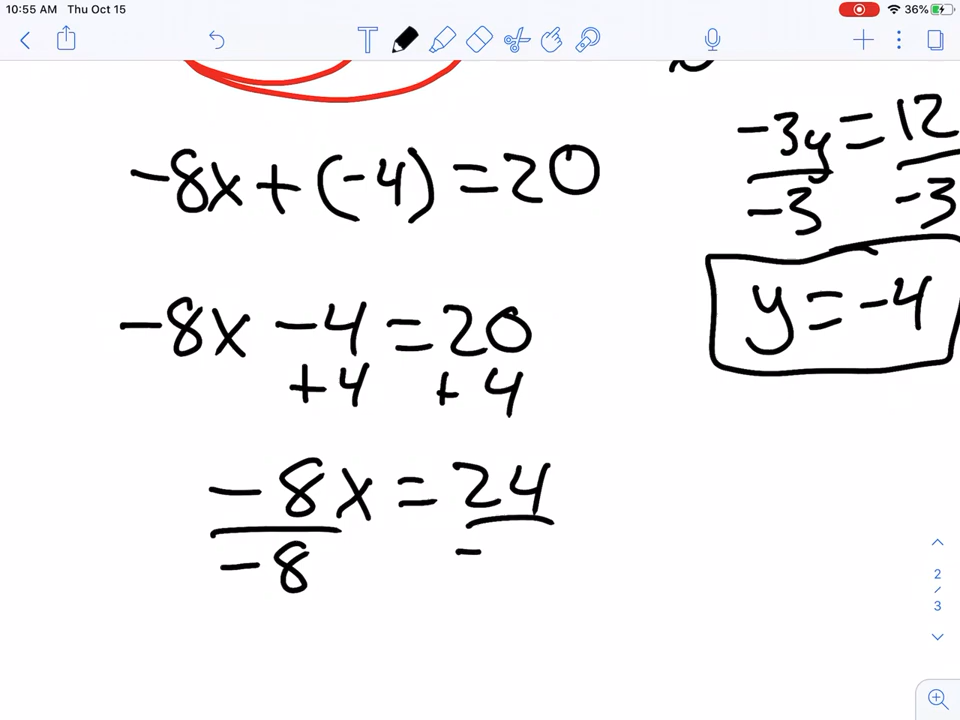 10:55 AM Thu Oct 15
36%
T
-8x + (-4) = 20
-8x - 4 = 20
+4 + 4
-8x = 24
-8 -
-3y = 12
-3 -3
y = -4
2
/
3